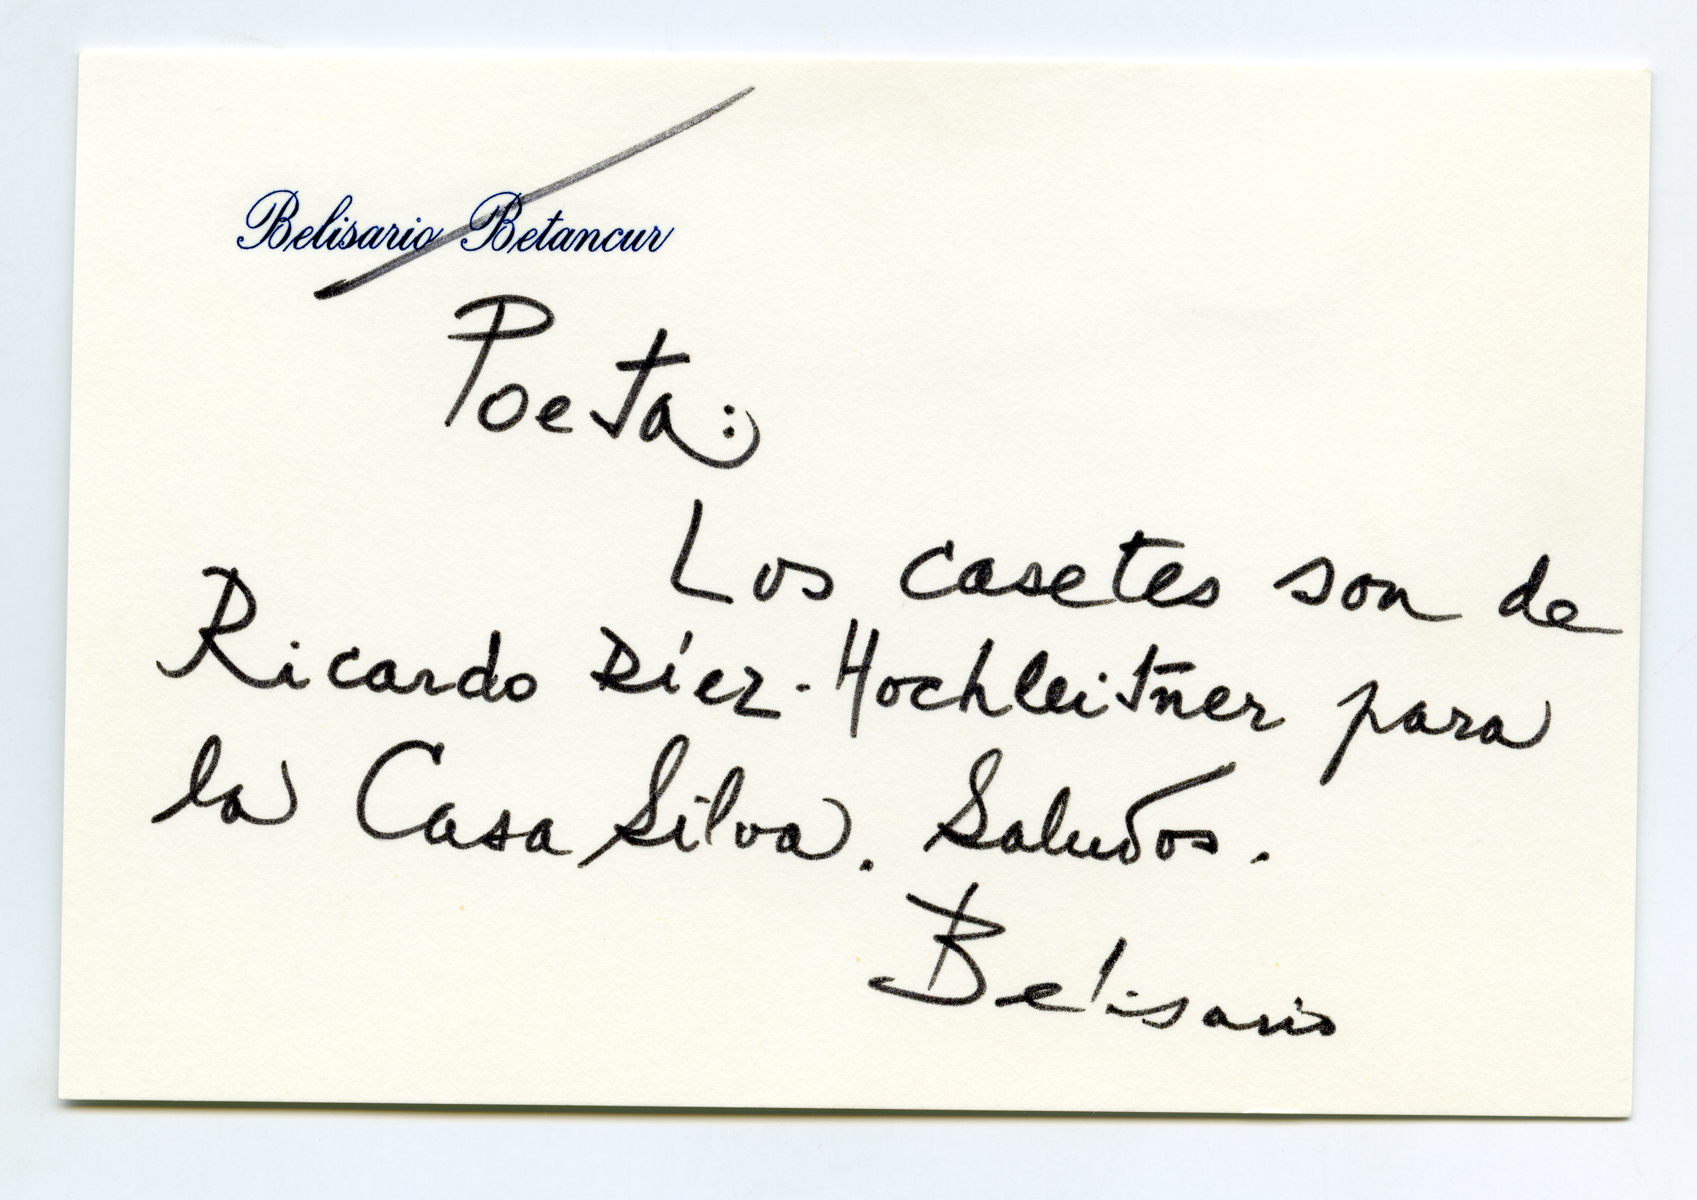 Belisario Betancur
Poeta:
Los casetes son de
Ricardo Díez-Hochleitner para
la Casa Silva. Saludos.
Belisario